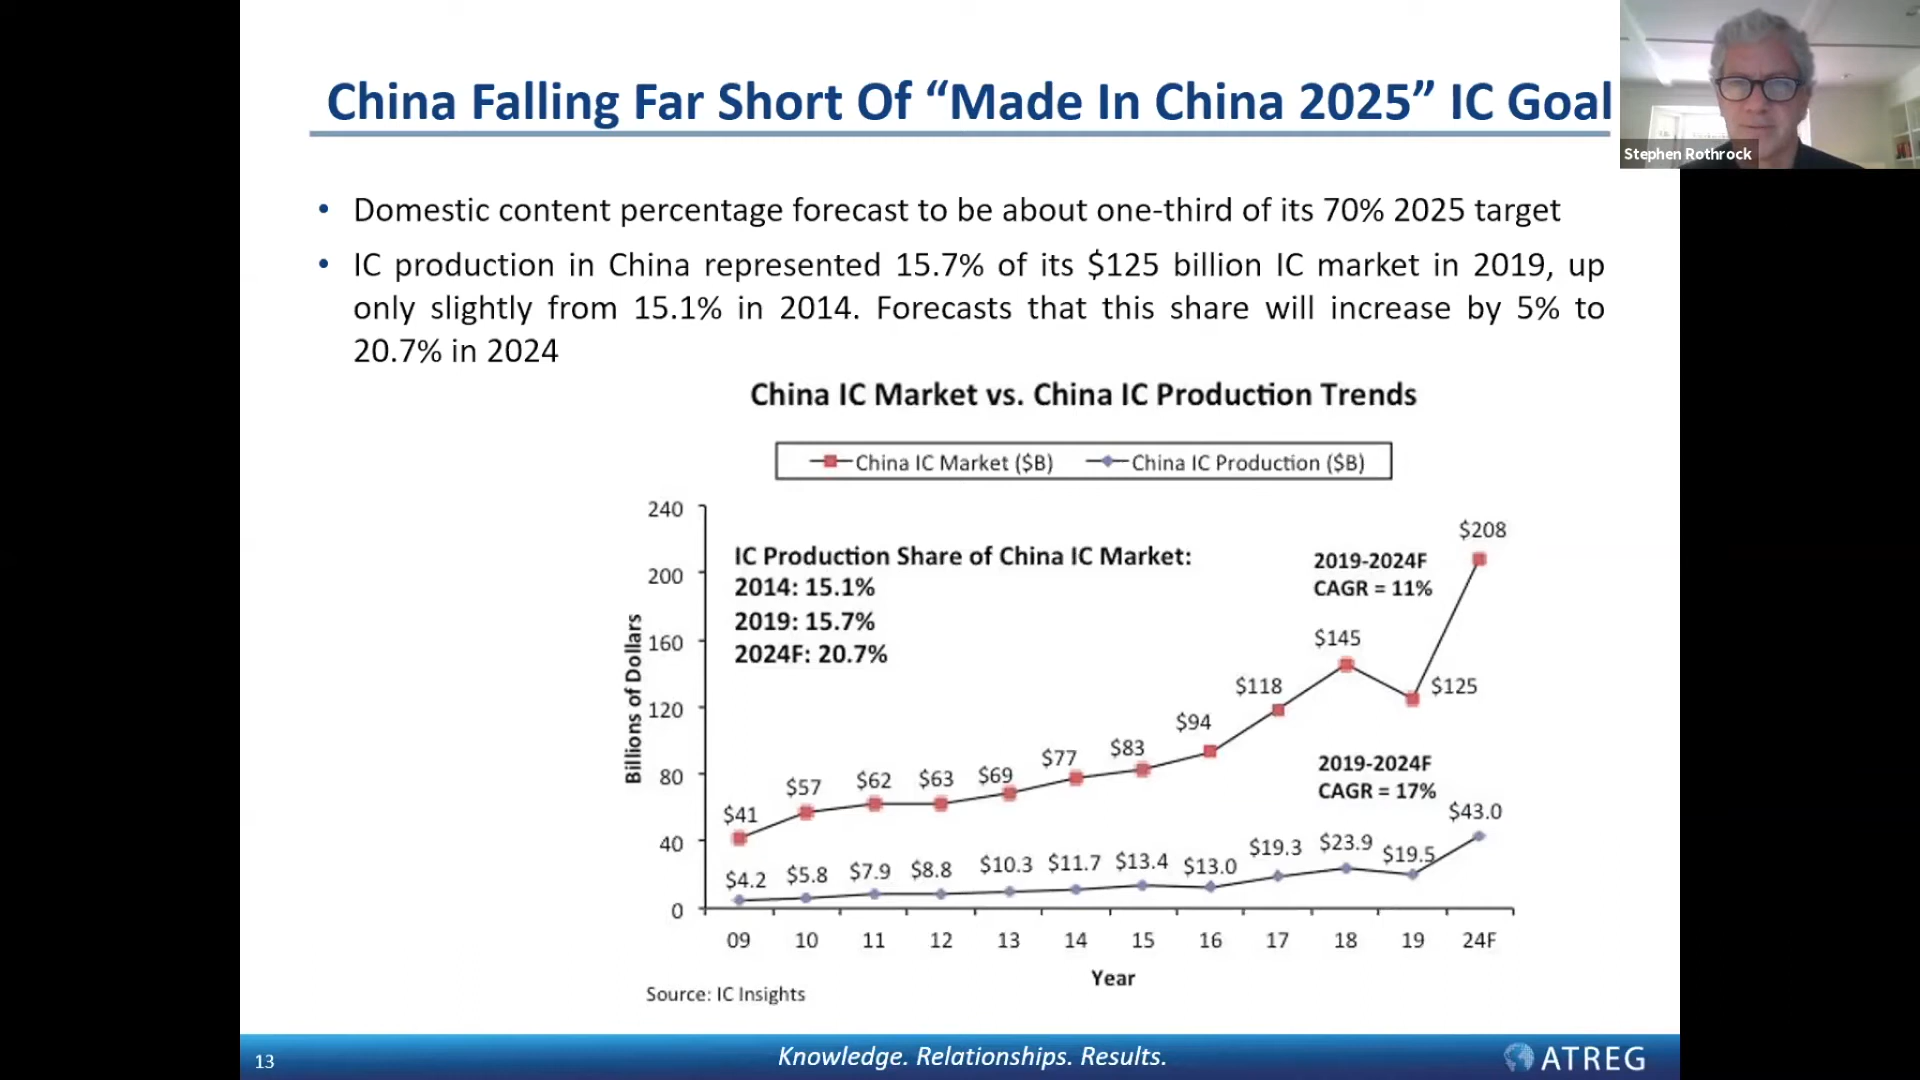 China Falling Far Short Of “Made In China 2025” IC Goal
Stephen Rothrock
• Domestic content percentage forecast to be about one-third of its 70% 2025 target
• IC production in China represented 15.7% of its $125 billion IC market in 2019, up
only slightly from 15.1% in 2014. Forecasts that this share will increase by 5% to
20.7% in 2024
China IC Market vs. China IC Production Trends
China IC Market ($B) China IC Production ($B)
Billions of Dollars
240
200
160
120
80
40
0
IC Production Share of China IC Market:
2014: 15.1%
2019: 15.7%
2024F: 20.7%
2019-2024F
CAGR = 11%
$41 $57 $62 $63 $69 $77 $83 $94 $118 $145 $125 $208
2019-2024F
CAGR = 17%
$4.2 $5.8 $7.9 $8.8 $10.3 $11.7 $13.4 $13.0 $19.3 $23.9 $19.5 $43.0
09 10 11 12 13 14 15 16 17 18 19 24F
Year
Source: IC Insights
13
Knowledge. Relationships. Results.
ATREG